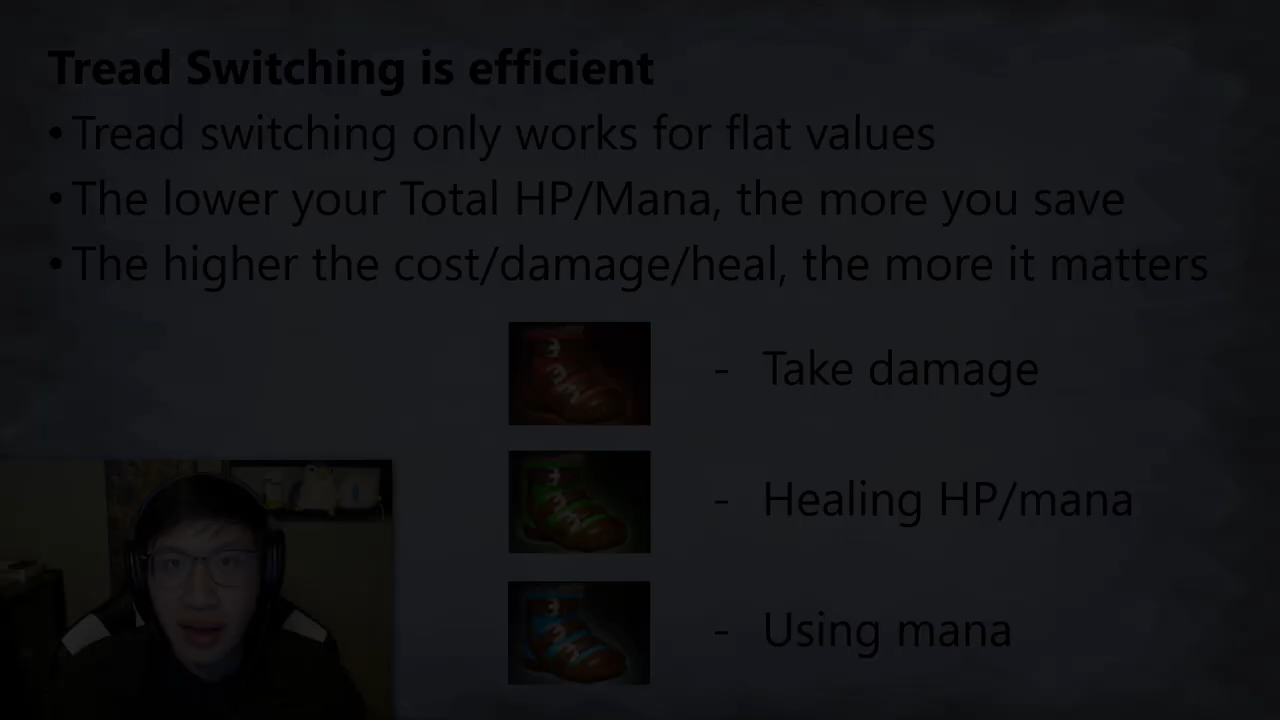 Tread Switching is efficient
• Tread switching only works for flat values
• The lower your Total HP/Mana, the more you save
• The higher the cost/damage/heal, the more it matters
- Take damage
- Healing HP/mana
- Using mana